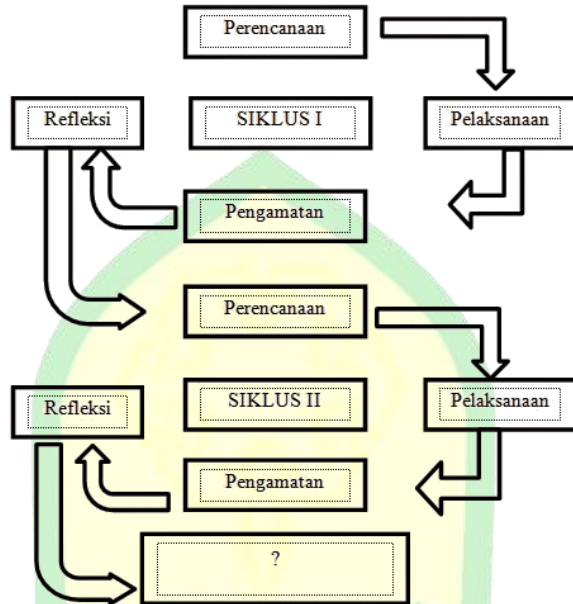 Perencanaan
Refleksi
SIKLUS I
Pelaksanaan
Pengamatan
Perencanaan
Refleksi
SIKLUS II
Pelaksanaan
Pengamatan
?